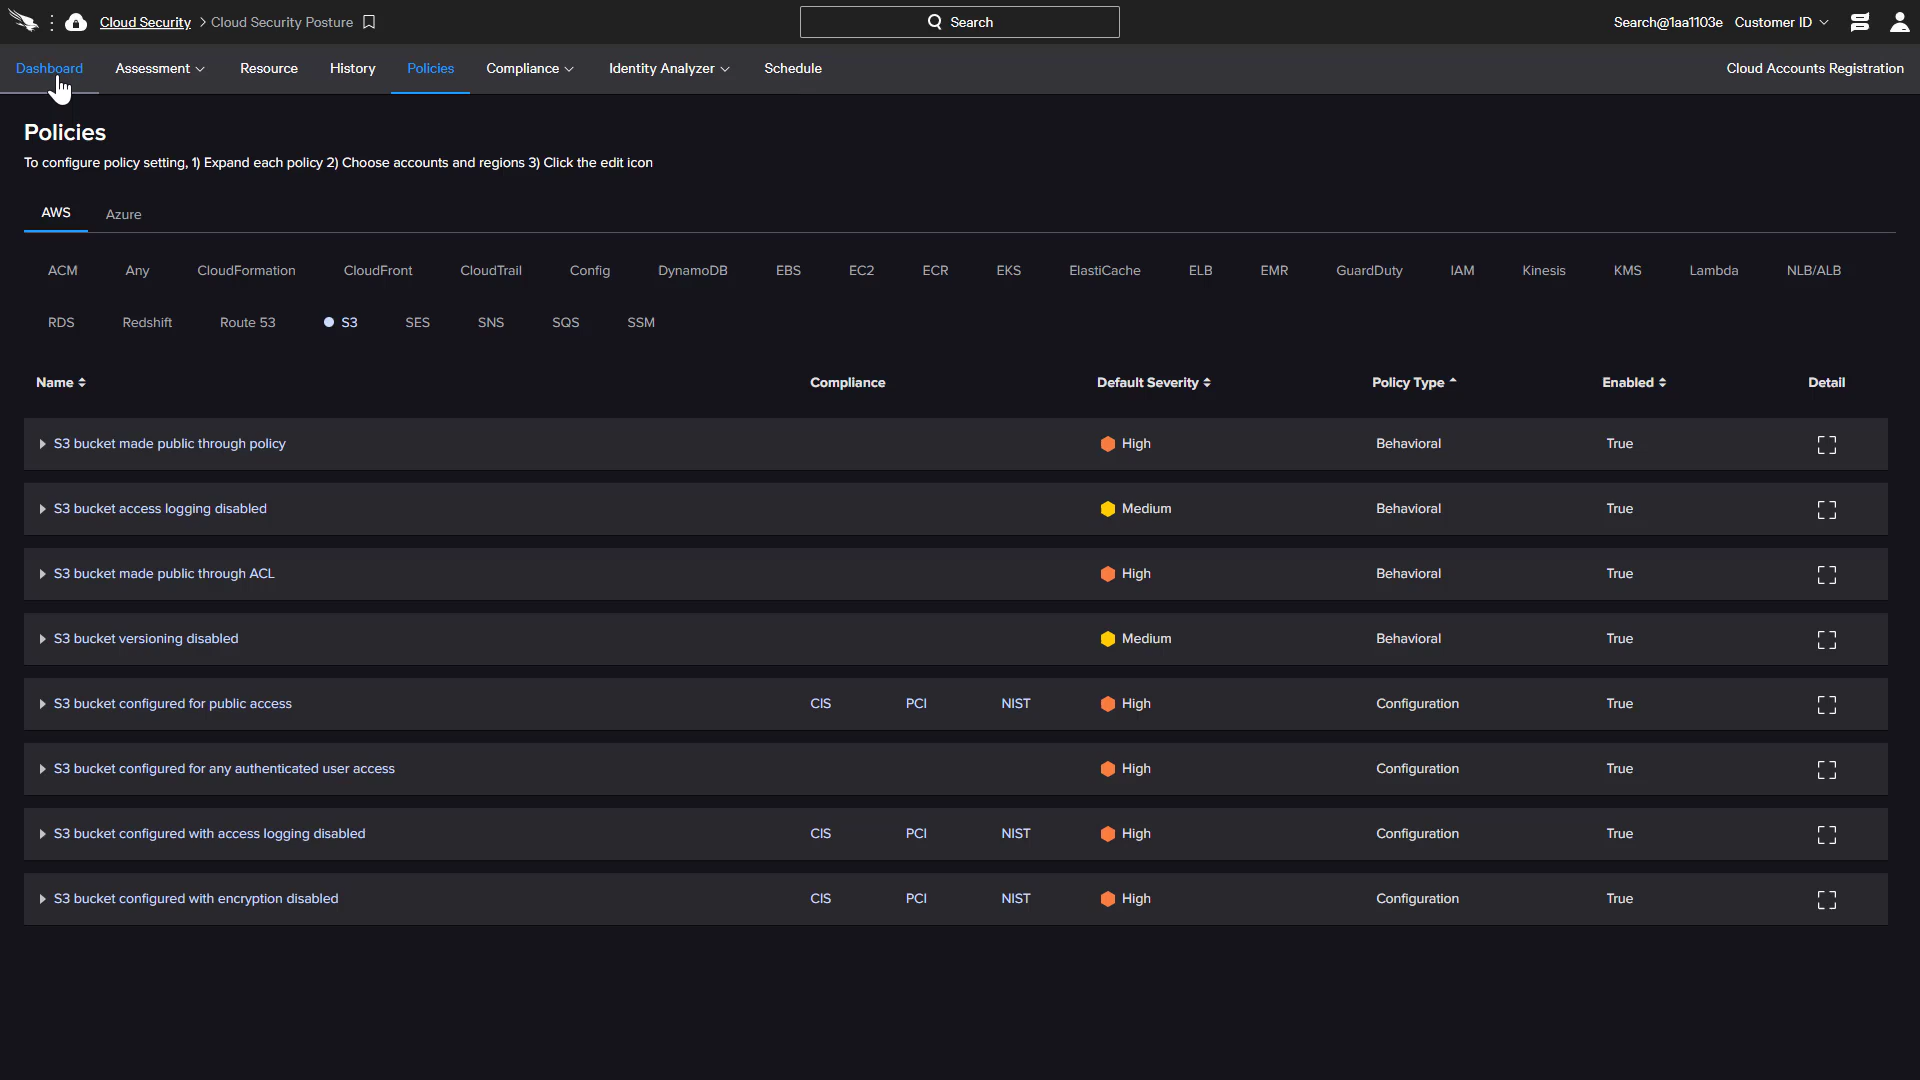 Cloud Security > Cloud Security Posture
Search
Search@1aa1103e Customer ID
Dashboard Assessment Resource History Policies Compliance Identity Analyzer Schedule Cloud Accounts Registration
Policies
To configure policy setting, 1) Expand each policy 2) Choose accounts and regions 3) Click the edit icon
AWS Azure
ACM Any CloudFormation CloudFront CloudTrail Config DynamoDB EBS EC2 ECR EKS ElastiCache ELB EMR GuardDuty IAM Kinesis KMS Lambda NLB/ALB
RDS Redshift Route 53 S3 SES SNS SQS SSM
Name Compliance Default Severity Policy Type Enabled Detail
S3 bucket made public through policy High Behavioral True
S3 bucket access logging disabled Medium Behavioral True
S3 bucket made public through ACL High Behavioral True
S3 bucket versioning disabled Medium Behavioral True
S3 bucket configured for public access CIS PCI NIST High Configuration True
S3 bucket configured for any authenticated user access High Configuration True
S3 bucket configured with access logging disabled CIS PCI NIST High Configuration True
S3 bucket configured with encryption disabled CIS PCI NIST High Configuration True